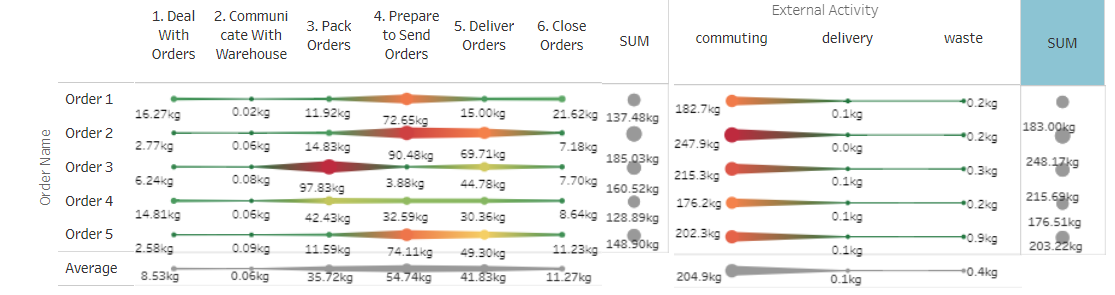 External Activity
1. Deal With Orders
2. Communi cate With Warehouse
3. Pack Orders
4. Prepare to Send Orders
5. Deliver Orders
6. Close Orders
SUM
commuting
delivery
waste
SUM
Order Name
Order 1
16.27kg 0.02kg 11.92kg 72.65kg 15.00kg 21.62kg 137.48kg 182.7kg 0.1kg 0.2kg 183.00kg
Order 2
2.77kg 0.06kg 14.83kg 90.48kg 69.71kg 7.18kg 185.03kg 247.9kg 0.0kg 0.2kg 248.17kg
Order 3
6.24kg 0.08kg 97.83kg 3.88kg 44.78kg 7.70kg 160.52kg 215.3kg 0.1kg 0.3kg 215.69kg
Order 4
14.81kg 0.06kg 42.43kg 32.59kg 30.36kg 8.64kg 128.89kg 176.2kg 0.1kg 0.2kg 176.51kg
Order 5
2.58kg 0.09kg 11.59kg 74.11kg 49.30kg 11.23kg 148.90kg 202.3kg 0.1kg 0.9kg 203.22kg
Average
8.53kg 0.06kg 35.72kg 54.74kg 41.83kg 11.27kg 204.9kg 0.1kg 0.4kg